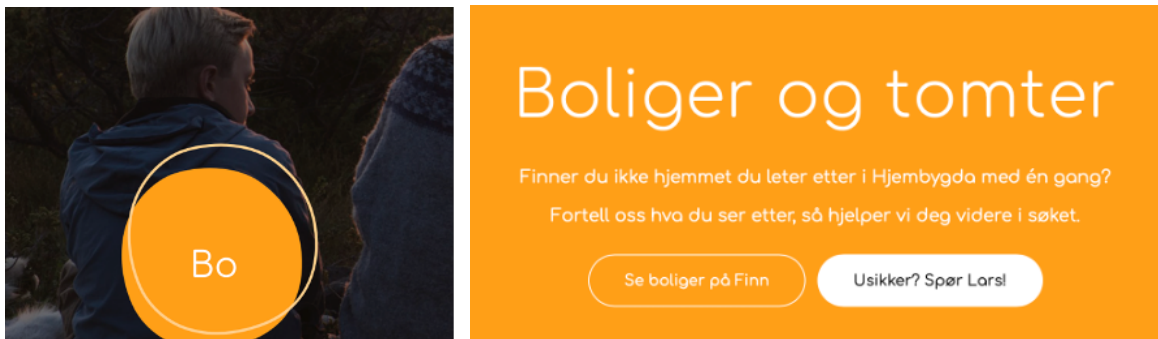 Bo
Boliger og tomter
Finner du ikke hjemmet du leter etter i Hjembygda med én gang?
Fortell oss hva du ser etter, så hjelper vi deg videre i søket.
Se boliger på Finn
Usikker? Spør Lars!